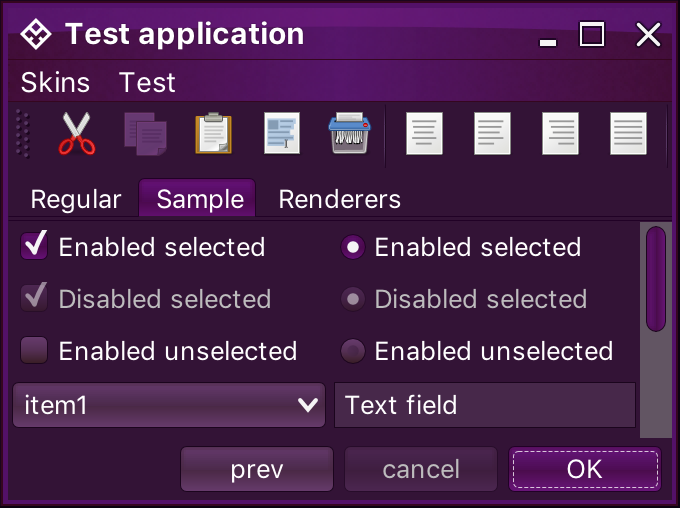 Test application
Skins Test
Regular Sample Renderers
Enabled selected Enabled selected
Disabled selected Disabled selected
Enabled unselected Enabled unselected
item1 Text field
prev cancel OK